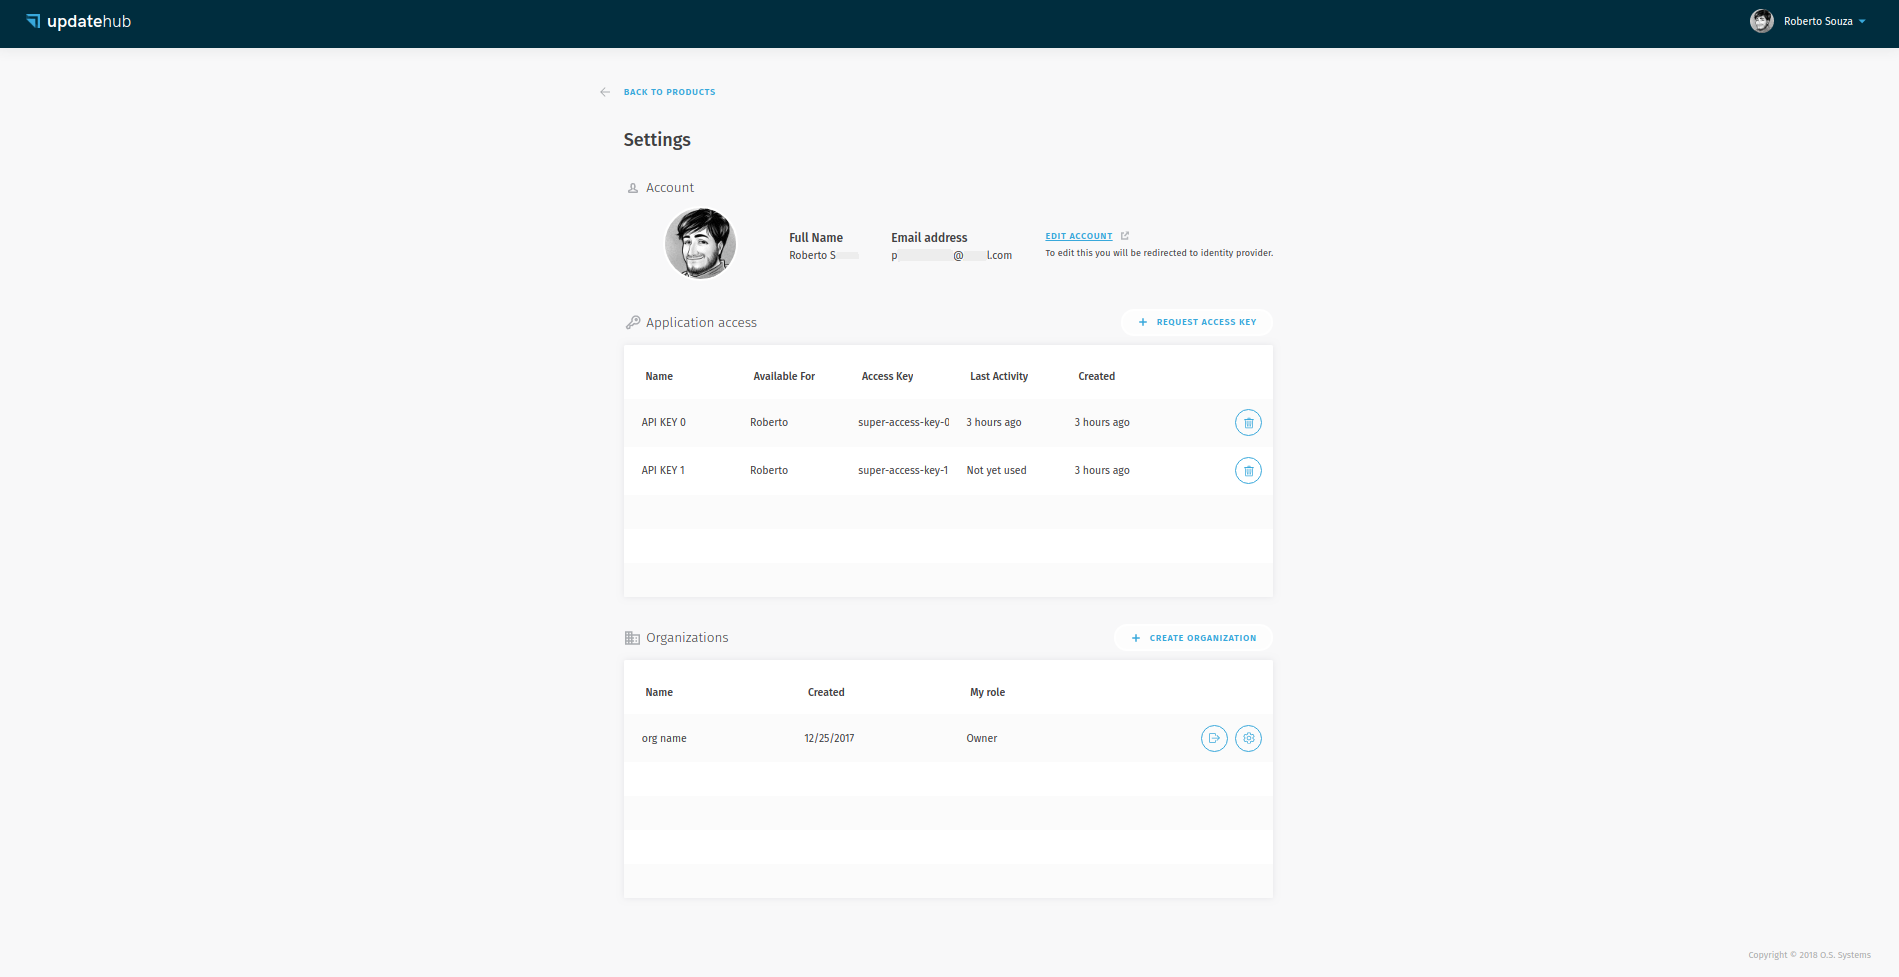 updatehub
Roberto Souza
BACK TO PRODUCTS
Settings
Account
Full Name Email address EDIT ACCOUNT
Roberto S p @ l.com To edit this you will be redirected to identity provider.
Application access + REQUEST ACCESS KEY
Name Available For Access Key Last Activity Created
API KEY 0 Roberto super-access-key-0 3 hours ago 3 hours ago
API KEY 1 Roberto super-access-key-1 Not yet used 3 hours ago
Organizations + CREATE ORGANIZATION
Name Created My role
org name 12/25/2017 Owner
Copyright © 2018 O.S. Systems